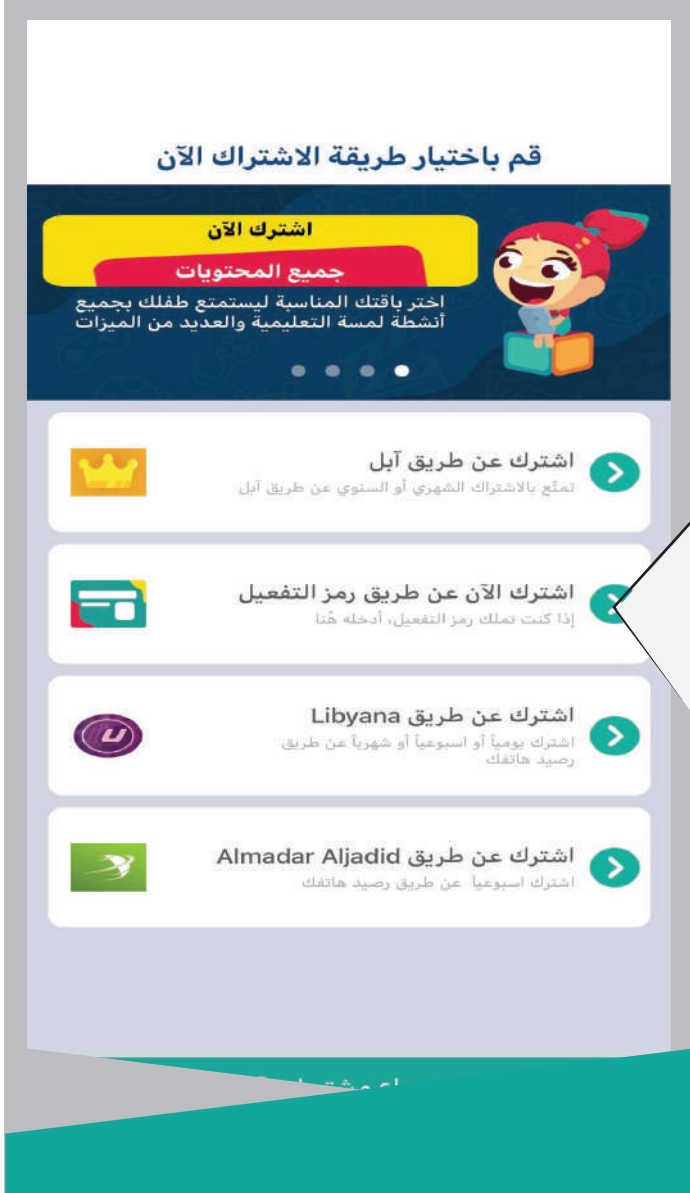 قم باختيار طريقة الاشتراك الآن
اشترك الآن
جميع المحتويات
اختر باقتك المناسبة ليستمتع طفلك بجميع
أنشطة لمسة التعليمية والعديد من الميزات
اشترك عن طريق آبل
تمتّع بالاشتراك الشهري أو السنوي عن طريق آبل
اشترك الآن عن طريق رمز التفعيل
إذا كنت تملك رمز التفعيل، أدخله هُنا
اشترك عن طريق Libyana
اشترك يومياً أو اسبوعياً أو شهرياً عن طريق
رصيد هاتفك
اشترك عن طريق Almadar Aljadid
اشترك اسبوعياً عن طريق رصيد هاتفك